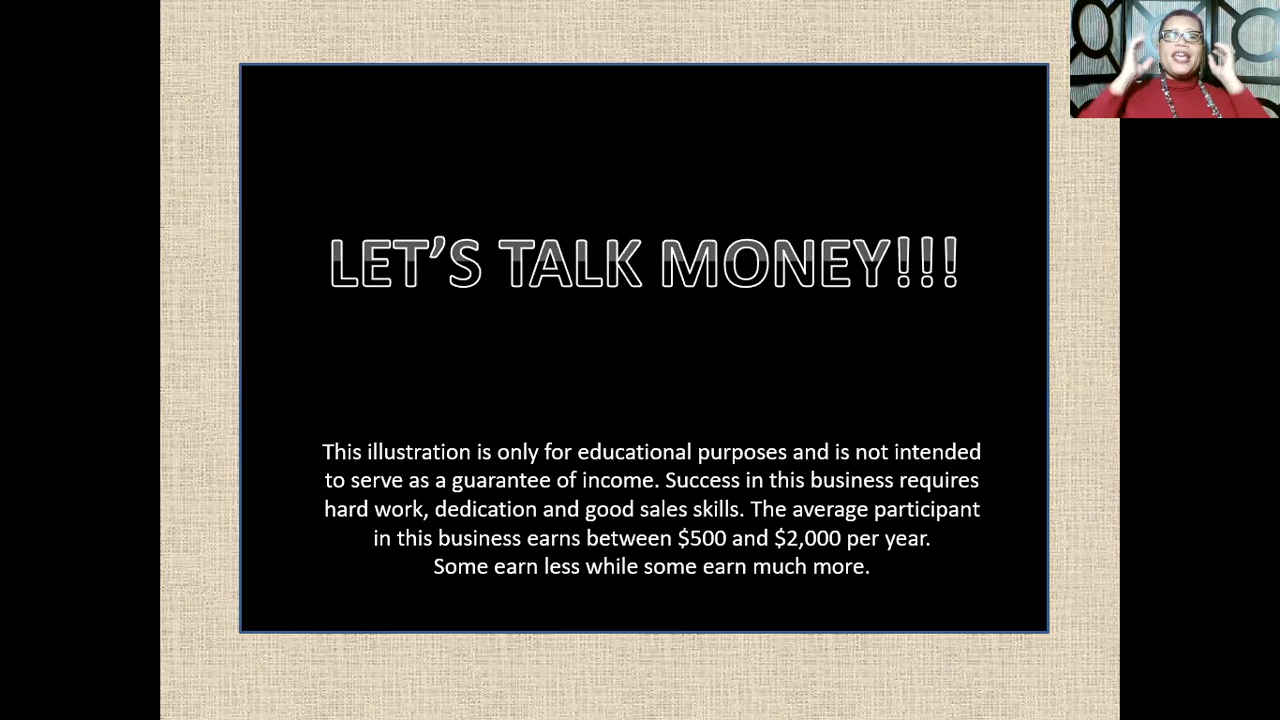 LET’S TALK MONEY!!!
This illustration is only for educational purposes and is not intended
to serve as a guarantee of income. Success in this business requires
hard work, dedication and good sales skills. The average participant
in this business earns between $500 and $2,000 per year.
Some earn less while some earn much more.